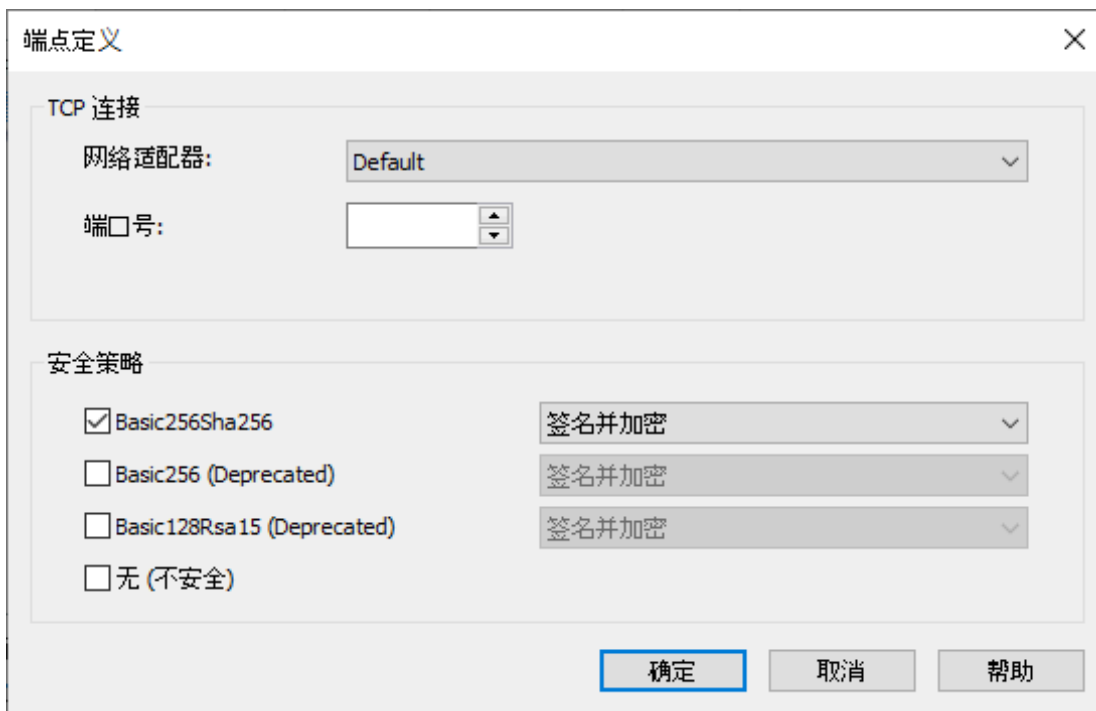 端点定义
TCP 连接
网络适配器: Default
端口号:
安全策略
Basic256Sha256 签名并加密
Basic256 (Deprecated) 签名并加密
Basic128Rsa15 (Deprecated) 签名并加密
无 (不安全)
确定 取消 帮助